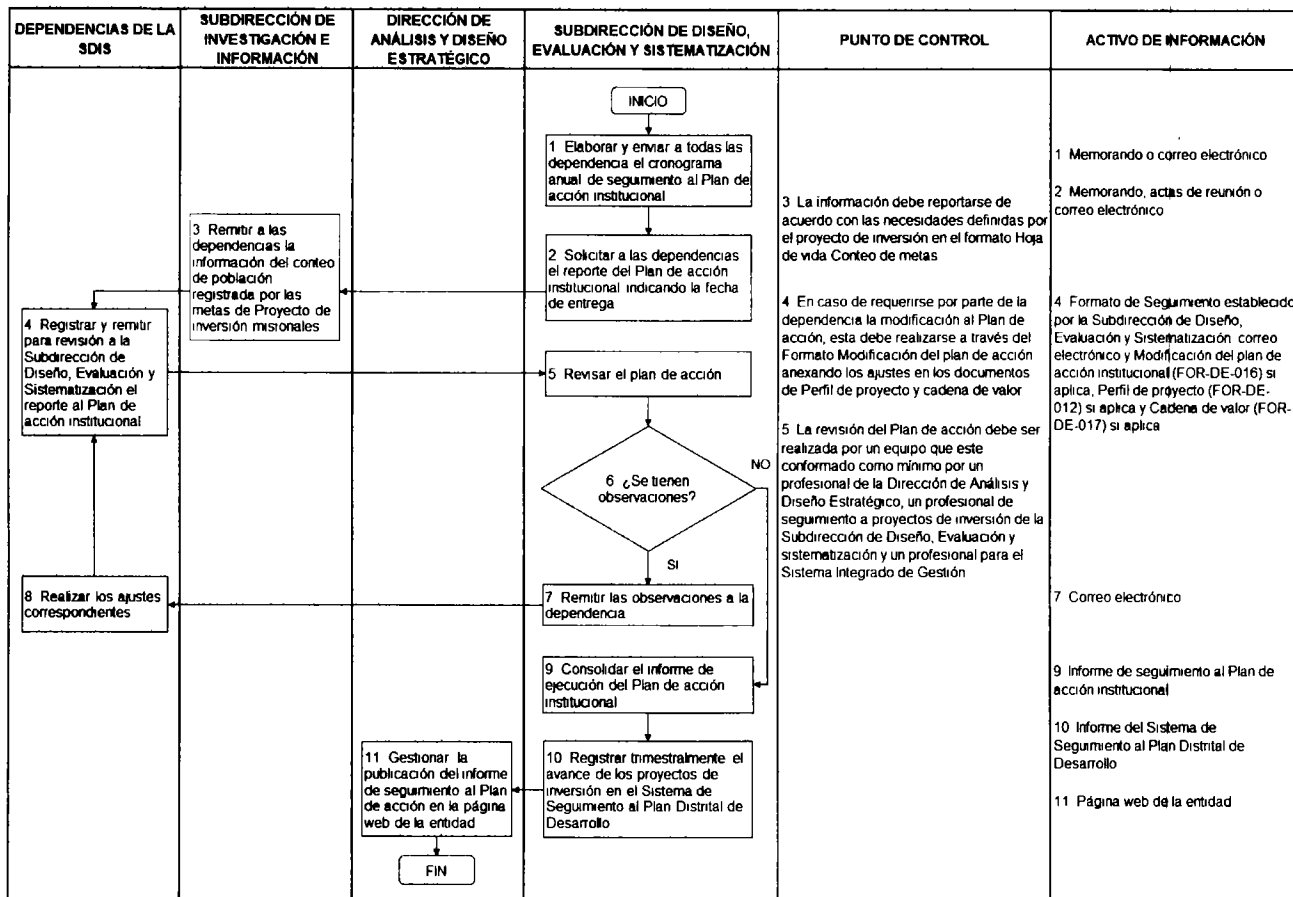 DEPENDENCIAS DE LA
SDIS
SUBDIRECCIÓN DE
INVESTIGACIÓN E
INFORMACIÓN
DIRECCIÓN DE
ANÁLISIS Y DISEÑO
ESTRATÉGICO
SUBDIRECCIÓN DE DISEÑO,
EVALUACIÓN Y SISTEMATIZACIÓN
PUNTO DE CONTROL
ACTIVO DE INFORMACIÓN
INICIO
1 Elaborar y enviar a todas las
dependencia el cronograma
anual de seguimiento al Plan de
acción institucional
2 Solicitar a las dependencias
el reporte del Plan de acción
institucional indicando la fecha
de entrega
3 Remitir a las
dependencias la
información del conteo
de población
registrada por las
metas de Proyecto de
inversión misionales
4 Registrar y remitir
para revisión a la
Subdirección de
Diseño, Evaluación y
Sistematización el
reporte al Plan de
acción institucional
5 Revisar el plan de acción
6 ¿Se tienen
observaciones?
NO
SI
7 Remitir las observaciones a la
dependencia
8 Realizar los ajustes
correspondientes
9 Consolidar el informe de
ejecución del Plan de acción
institucional
10 Registrar trimestralmente el
avance de los proyectos de
inversión en el Sistema de
Seguimiento al Plan Distrital de
Desarrollo
11 Gestionar la
publicación del informe
de seguimiento al Plan
de acción en la página
web de la entidad
FIN
3 La información debe reportarse de
acuerdo con las necesidades definidas por
el proyecto de inversión en el formato Hoja
de vida Conteo de metas
4 En caso de requerirse por parte de la
dependencia la modificación al Plan de
acción, esta debe realizarse a través del
Formato Modificación del plan de acción
anexando los ajustes en los documentos
de Perfil de proyecto y cadena de valor
5 La revisión del Plan de acción debe ser
realizada por un equipo que este
conformado como mínimo por un
profesional de la Dirección de Análisis y
Diseño Estratégico, un profesional de
seguimiento a proyectos de inversión de la
Subdirección de Diseño, Evaluación y
sistematización y un profesional para el
Sistema Integrado de Gestión
1 Memorando o correo electrónico
2 Memorando, actas de reunión o
correo electrónico
4 Formato de Seguimiento establecido
por la Subdirección de Diseño,
Evaluación y Sistematización correo
electrónico y Modificación del plan de
acción institucional (FOR-DE-016) si
aplica, Perfil de proyecto (FOR-DE-
012) si aplica y Cadena de valor (FOR-
DE-017) si aplica
7 Correo electrónico
9 Informe de seguimiento al Plan de
acción institucional
10 Informe del Sistema de
Seguimiento al Plan Distrital de
Desarrollo
11 Página web de la entidad